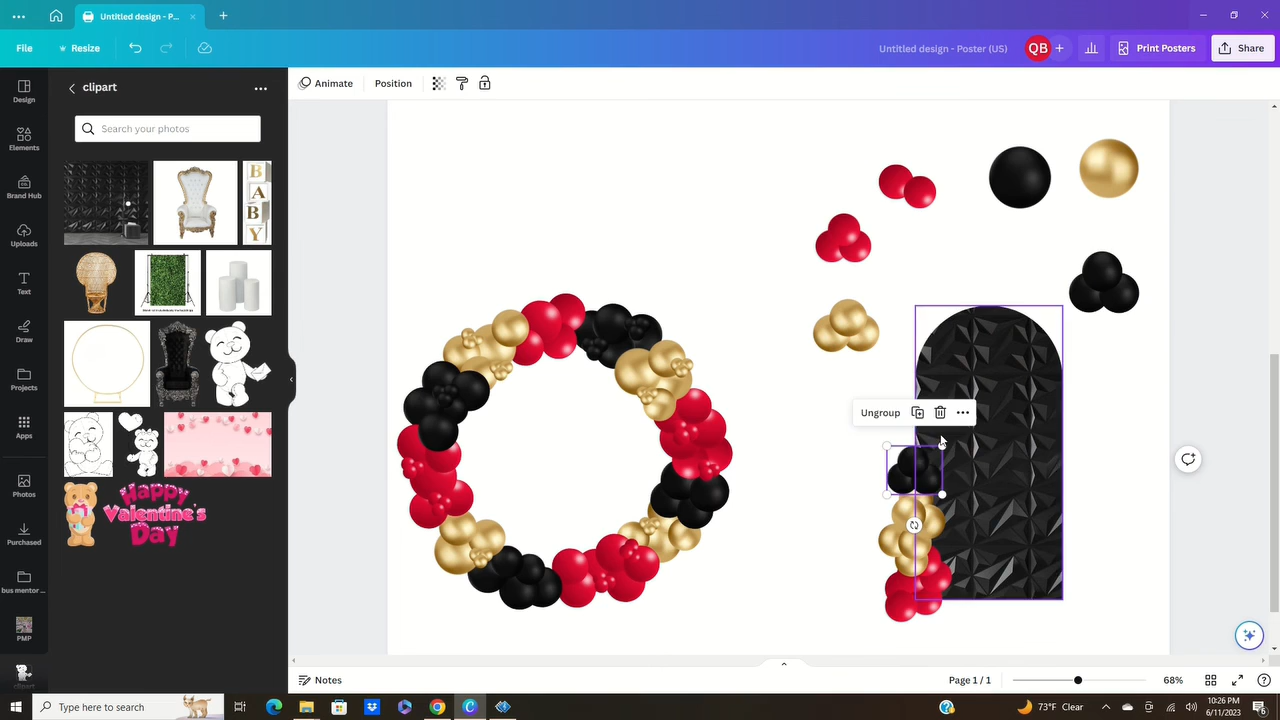 Untitled design - P...
File
Resize
Untitled design - Poster (US)
QB
Print Posters
Share
Design
Elements
Brand Hub
Uploads
Text
Draw
Projects
Apps
Photos
Purchased
bus mentor ...
PMP
clipart
clipart
Search your photos
B
A
B
Y
Happy
Valentine's
Day
Animate
Position
Ungroup
Notes
Page 1 / 1
68%
Type here to search
73°F Clear
10:26 PM
6/11/2023
6